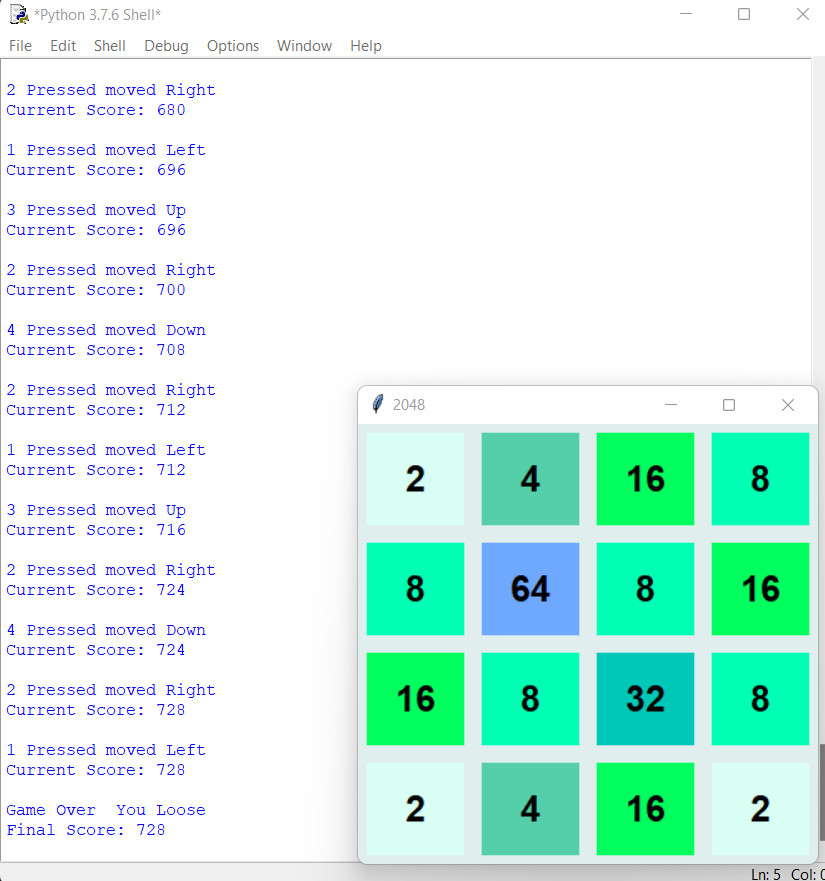 *Python 3.7.6 Shell*
File Edit Shell Debug Options Window Help
2 Pressed moved Right
Current Score: 680
1 Pressed moved Left
Current Score: 696
3 Pressed moved Up
Current Score: 696
2 Pressed moved Right
Current Score: 700
4 Pressed moved Down
Current Score: 708
2 Pressed moved Right
Current Score: 712
1 Pressed moved Left
Current Score: 712
3 Pressed moved Up
Current Score: 716
2 Pressed moved Right
Current Score: 724
4 Pressed moved Down
Current Score: 724
2 Pressed moved Right
Current Score: 728
1 Pressed moved Left
Current Score: 728
Game Over  You Loose
Final Score: 728
2048
2 4 16 8
8 64 8 16
16 8 32 8
2 4 16 2
Ln: 5 Col: